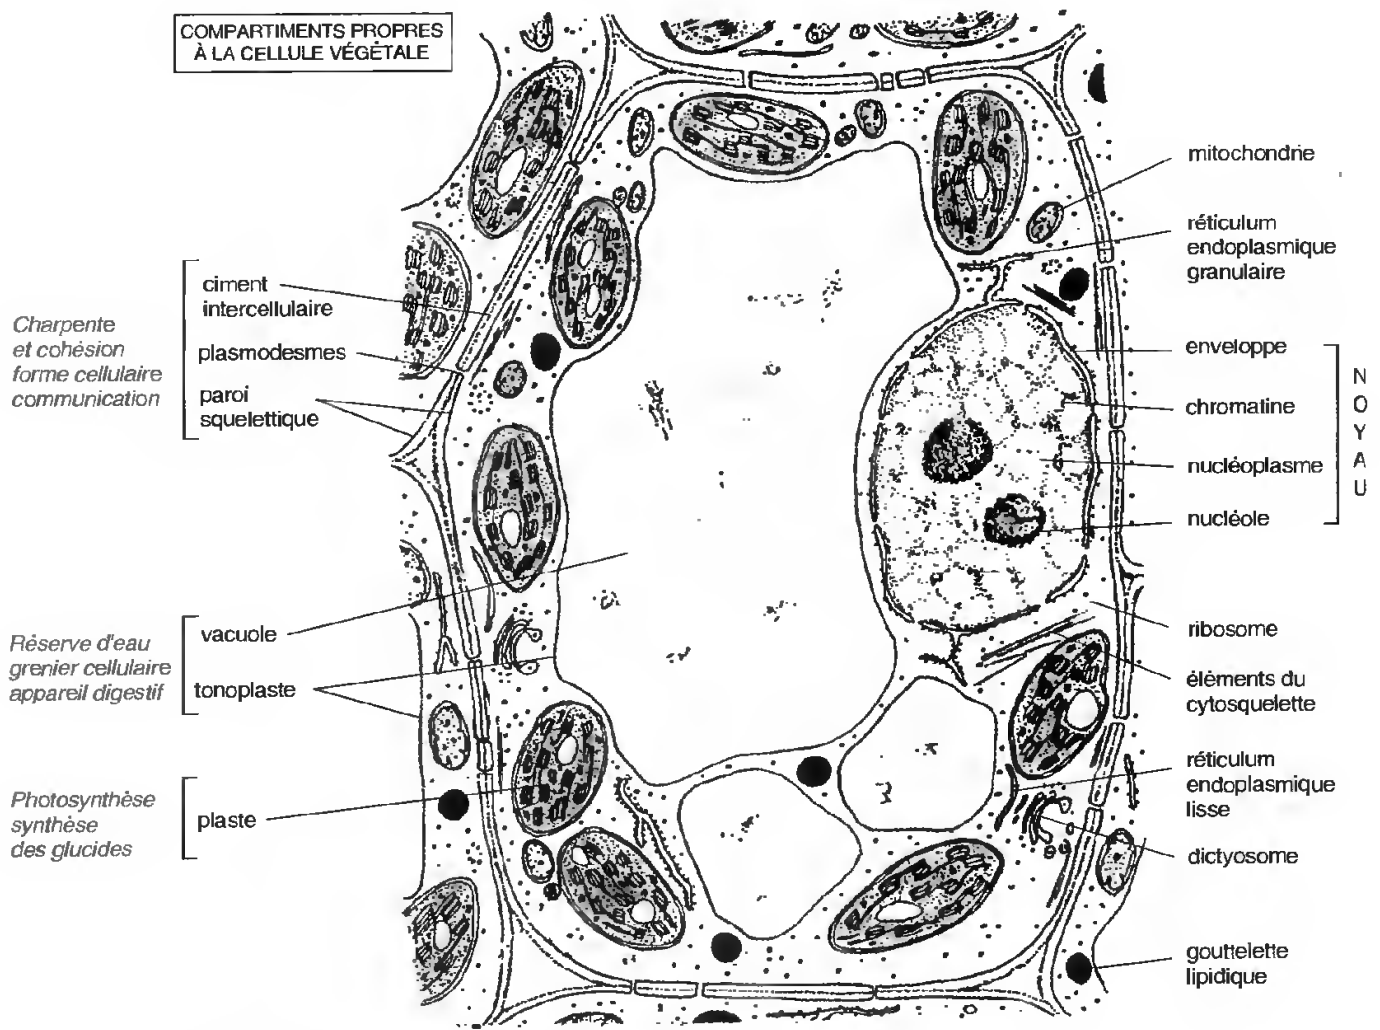 COMPARTIMENTS PROPRES
À LA CELLULE VÉGÉTALE
Charpente
et cohésion
forme cellulaire
communication
ciment
intercellulaire
plasmodesmes
paroi
squelettique
Réserve d'eau
grenier cellulaire
appareil digestif
vacuole
tonoplaste
Photosynthèse
synthèse
des glucides
plaste
mitochondrie
réticulum
endoplasmique
granulaire
enveloppe
chromatine
nucléoplasme
nucléole
NOYAU
ribosome
éléments du
cytosquelette
réticulum
endoplasmique
lisse
dictyosome
gouttelette
lipidique